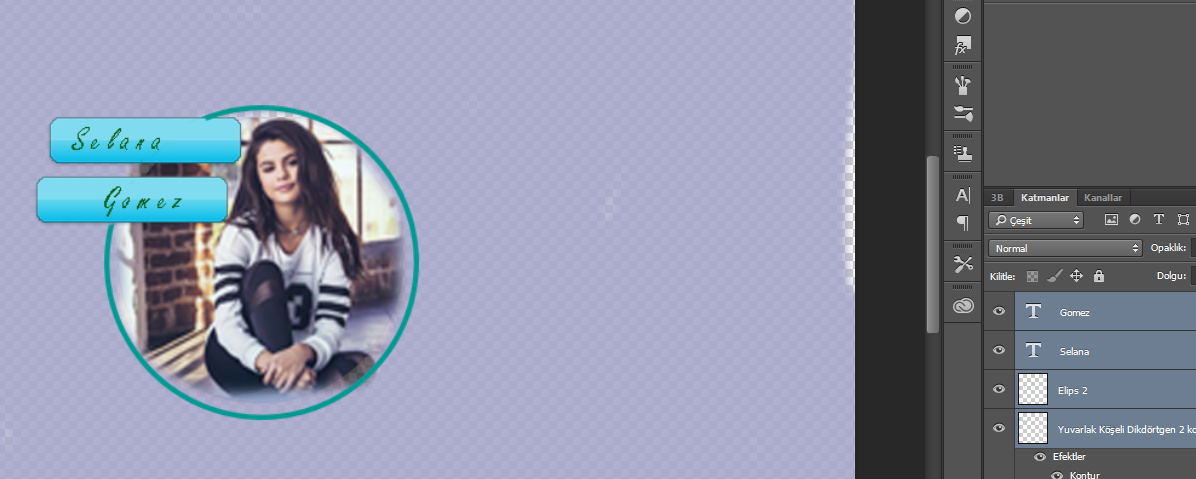 Selana
Gomez
3B Katmanlar Kanallar
Çeşit
Normal
Opaklık:
Kilitle:
Dolgu:
Gomez
Selana
Elips 2
Yuvarlak Köşeli Dikdörtgen 2 ko
Efektler
Kontur